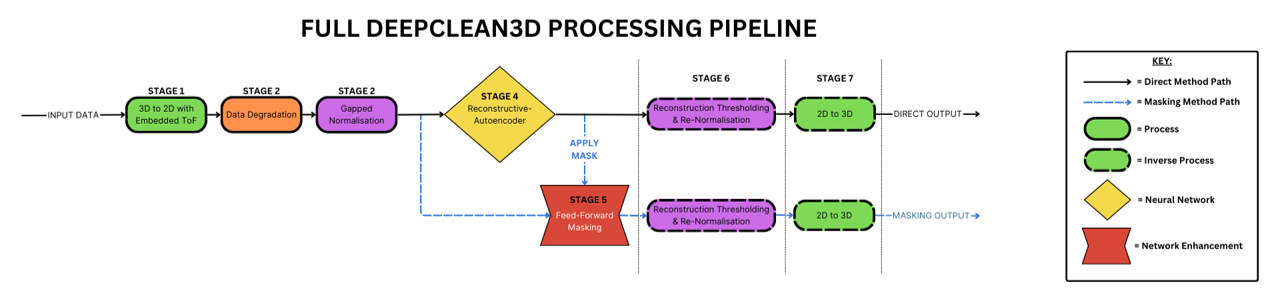 FULL DEEPCLEAN3D PROCESSING PIPELINE
INPUT DATA
STAGE 1
3D to 2D with
Embedded ToF
STAGE 2
Data Degradation
STAGE 2
Gapped
Normalisation
STAGE 4
Reconstructive-
Autoencoder
APPLY
MASK
STAGE 5
Feed-Forward
Masking
STAGE 6
Reconstruction Thresholding
& Re-Normalisation
Reconstruction Thresholding
& Re-Normalisation
STAGE 7
2D to 3D
2D to 3D
DIRECT OUTPUT
MASKING OUTPUT
KEY:
= Direct Method Path
= Masking Method Path
= Process
= Inverse Process
= Neural Network
= Network Enhancement